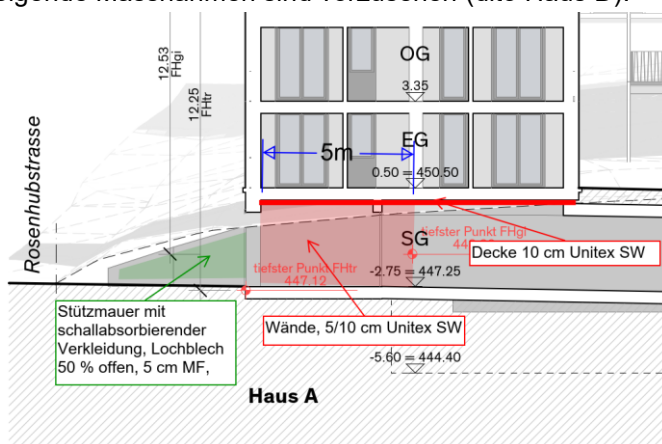 olgende Massnahmen sind vorzusehen (dito Haus B):
OG
3.35
12.53
FHgi
12.25
FHtr
EG
5m
0.50 = 450.50
Rosenhubstrasse
SG
tiefster Punkt FHgi
Decke 10 cm Unitex SW
-2.75 = 447.25
tiefster Punkt FHtr
447.12
Stützmauer mit
schallabsorbierender
Verkleidung, Lochblech
50 % offen, 5 cm MF,
Wände, 5/10 cm Unitex SW
-5.60 = 444.40
Haus A